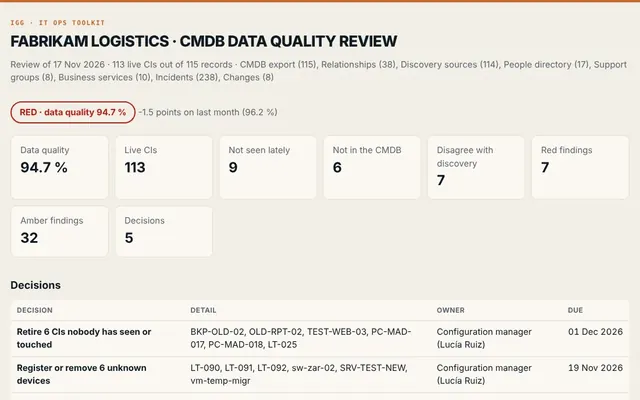 IGG · IT OPS TOOLKIT
FABRIKAM LOGISTICS · CMDB DATA QUALITY REVIEW
Review of 17 Nov 2026 · 113 live CIs out of 115 records · CMDB export (115), Relationships (38), Discovery sources (114), People directory (17), Support
groups (8), Business services (10), Incidents (238), Changes (8)
RED · data quality 94.7 % -1.5 points on last month (96.2 %)
Data quality
94.7 %
Live CIs
113
Not seen lately
9
Not in the CMDB
6
Disagree with
discovery
7
Red findings
7
Amber findings
32
Decisions
5
Decisions
DECISION DETAIL OWNER DUE
Retire 6 CIs nobody has seen or BKP-OLD-02, OLD-RPT-02, TEST-WEB-03, PC-MAD- Configuration manager 01 Dec 2026
touched 017, PC-MAD-018, LT-025 (Lucía Ruiz)
Register or remove 6 unknown LT-090, LT-091, LT-092, sw-zar-02, SRV-TEST-NEW, Configuration manager 19 Nov 2026
devices vm-temp-migr (Lucía Ruiz)